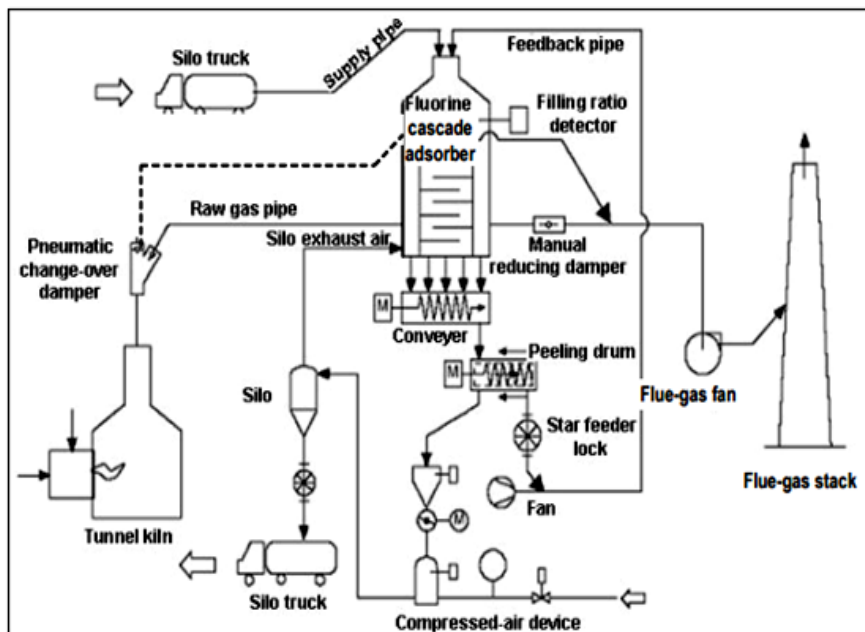 Silo truck
Supply pipe
Feedback pipe
Fluorine
cascade
adsorber
Filling ratio
detector
Raw gas pipe
Silo exhaust air
Pneumatic
change-over
damper
Manual
reducing damper
M
Conveyer
Peeling drum
M
Silo
Flue-gas fan
Star feeder
lock
Flue-gas stack
Fan
M
Tunnel kiln
Silo truck
Compressed-air device